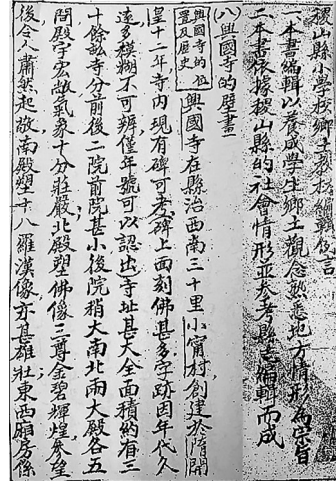 稷山縣小學校鄉土教材編輯例言
一本書編輯以養成學生鄉土觀念熟悉地方情形為宗旨
二本書依據稷山縣的社會情形並參考縣志編輯而成
八興國寺的壁畫
興國寺的位
置及歷史
興國寺在縣治西南三十里小甯村,創建於隋開
皇十二年寺內現有碑可考碑上面刻佛甚多字跡因年代久
遠多模糊不可辨僅年號可以認出寺址甚大全面積約有三
十餘畝寺分前後二院前院甚小後院稍大南北兩大殿各五
間殿宇宏敞氣象十分莊嚴北殿塑佛像三尊金碧輝煌參望
後令人肅然起敬南殿塑十八羅漢像亦甚雄壯東西廂房係